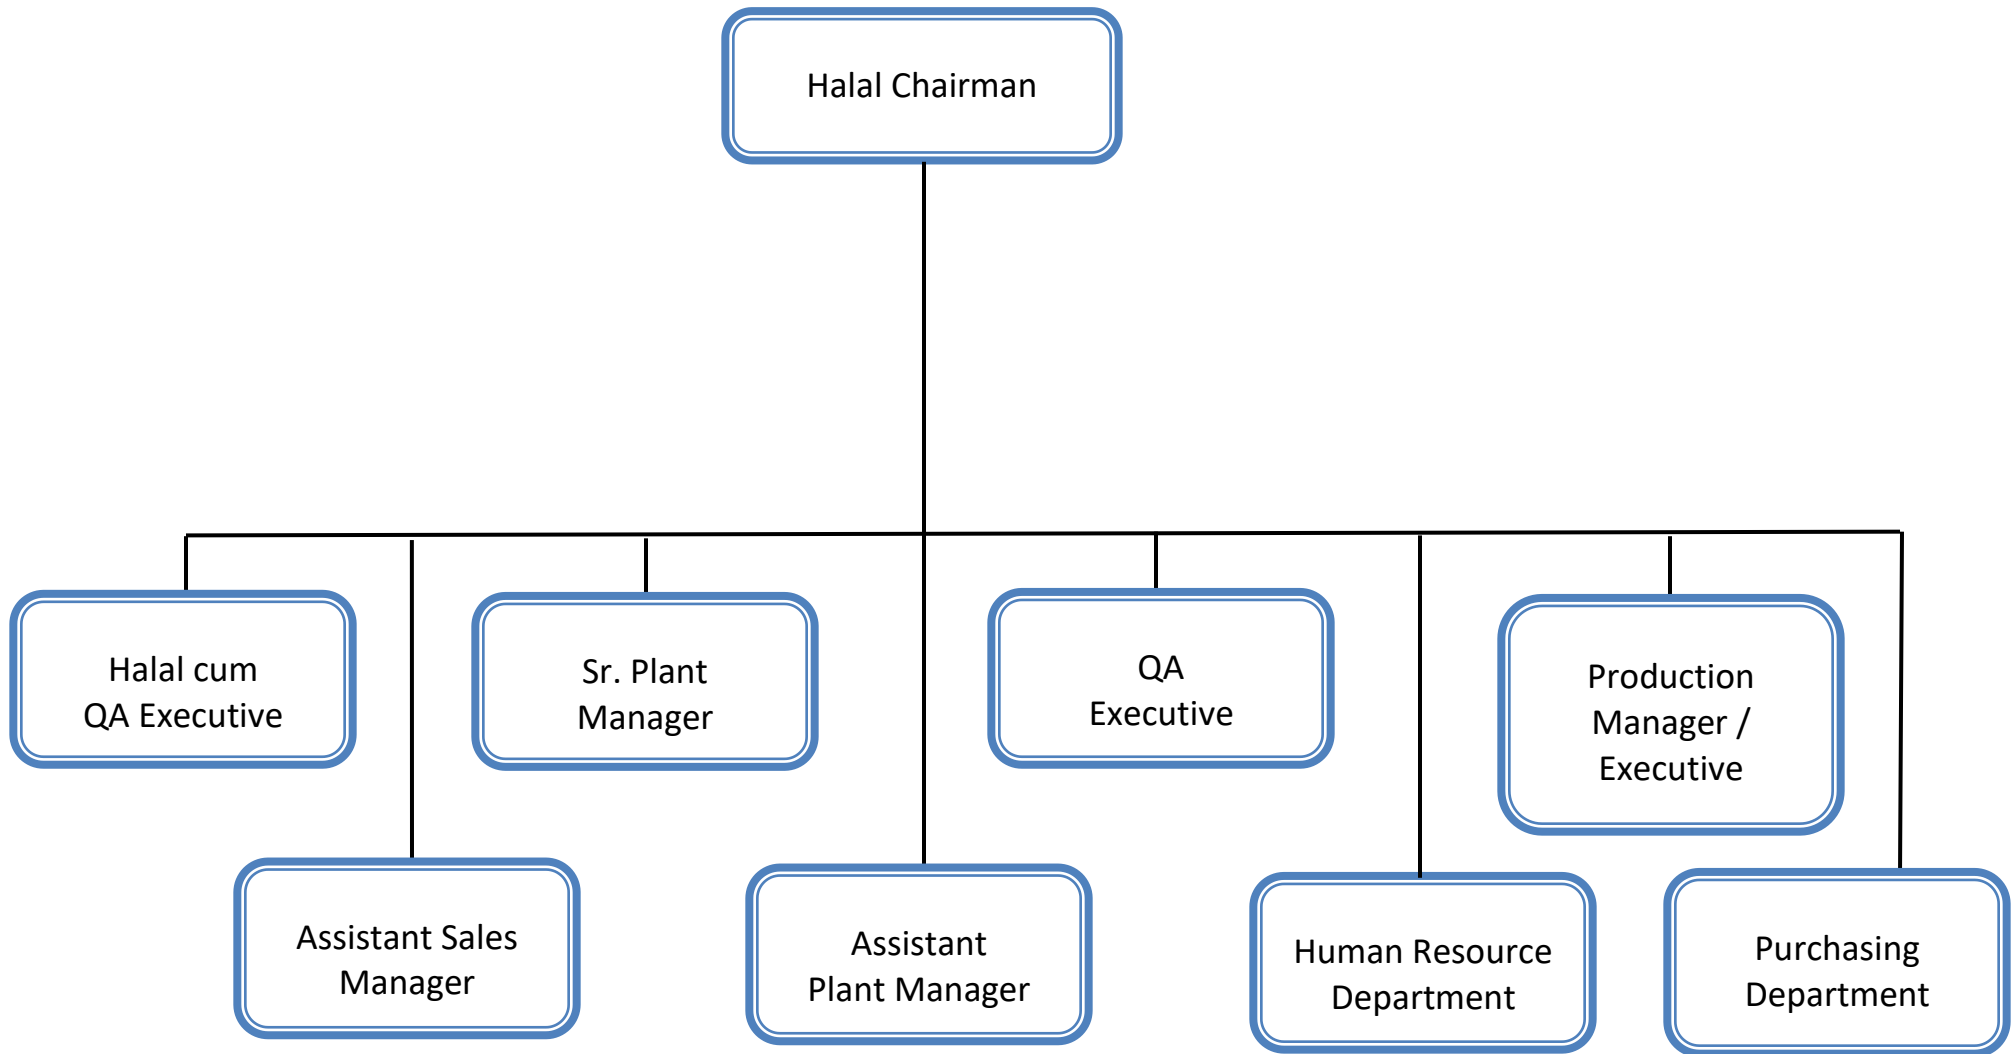 Halal Chairman
Halal cum
QA Executive
Sr. Plant
Manager
QA
Executive
Production
Manager /
Executive
Assistant Sales
Manager
Assistant
Plant Manager
Human Resource
Department
Purchasing
Department